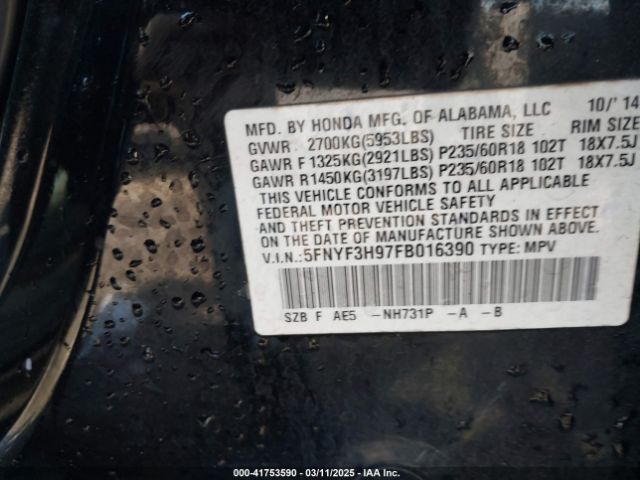 MFD. BY HONDA MFG. OF ALABAMA, LLC 10/'14
GVWR 2700KG(5953LBS) TIRE SIZE RIM SIZE
GAWR F 1325KG(2921LBS) P235/60R18 102T 18X7.5J
GAWR R 1450KG(3197LBS) P235/60R18 102T 18X7.5J
THIS VEHICLE CONFORMS TO ALL APPLICABLE
FEDERAL MOTOR VEHICLE SAFETY
AND THEFT PREVENTION STANDARDS IN EFFECT
ON THE DATE OF MANUFACTURE SHOWN ABOVE.
V.I.N.:5FNYF3H97FB016390 TYPE: MPV
SZB F AE5 -NH731P -A -B
000-41753590 - 03/11/2025 - IAA Inc.